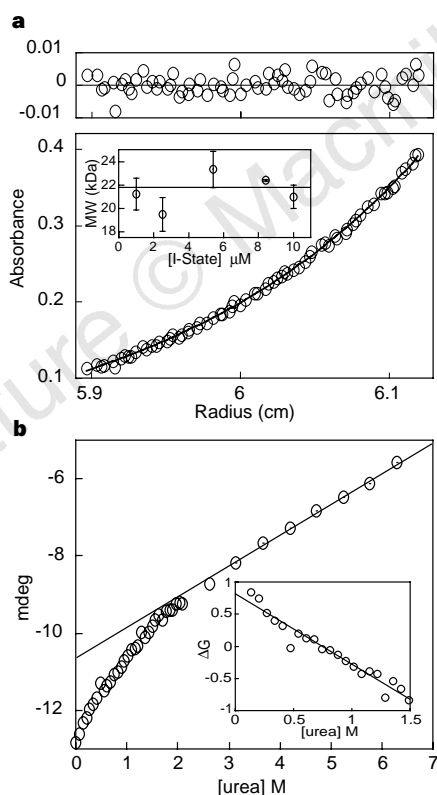 a
0.01
0
-0.01
0.4
0.3
0.2
0.1
Absorbance
26
24
22
20
18
MW (kDa)
0 2 4 6 8 10
[I-State] μM
5.9 6 6.1
Radius (cm)
b
-6
-8
-10
-12
mdeg
1
0.5
0
-0.5
-1
ΔG
0 0.5 1 1.5
[urea] M
0 1 2 3 4 5 6 7
[urea] M
ture © Macmil